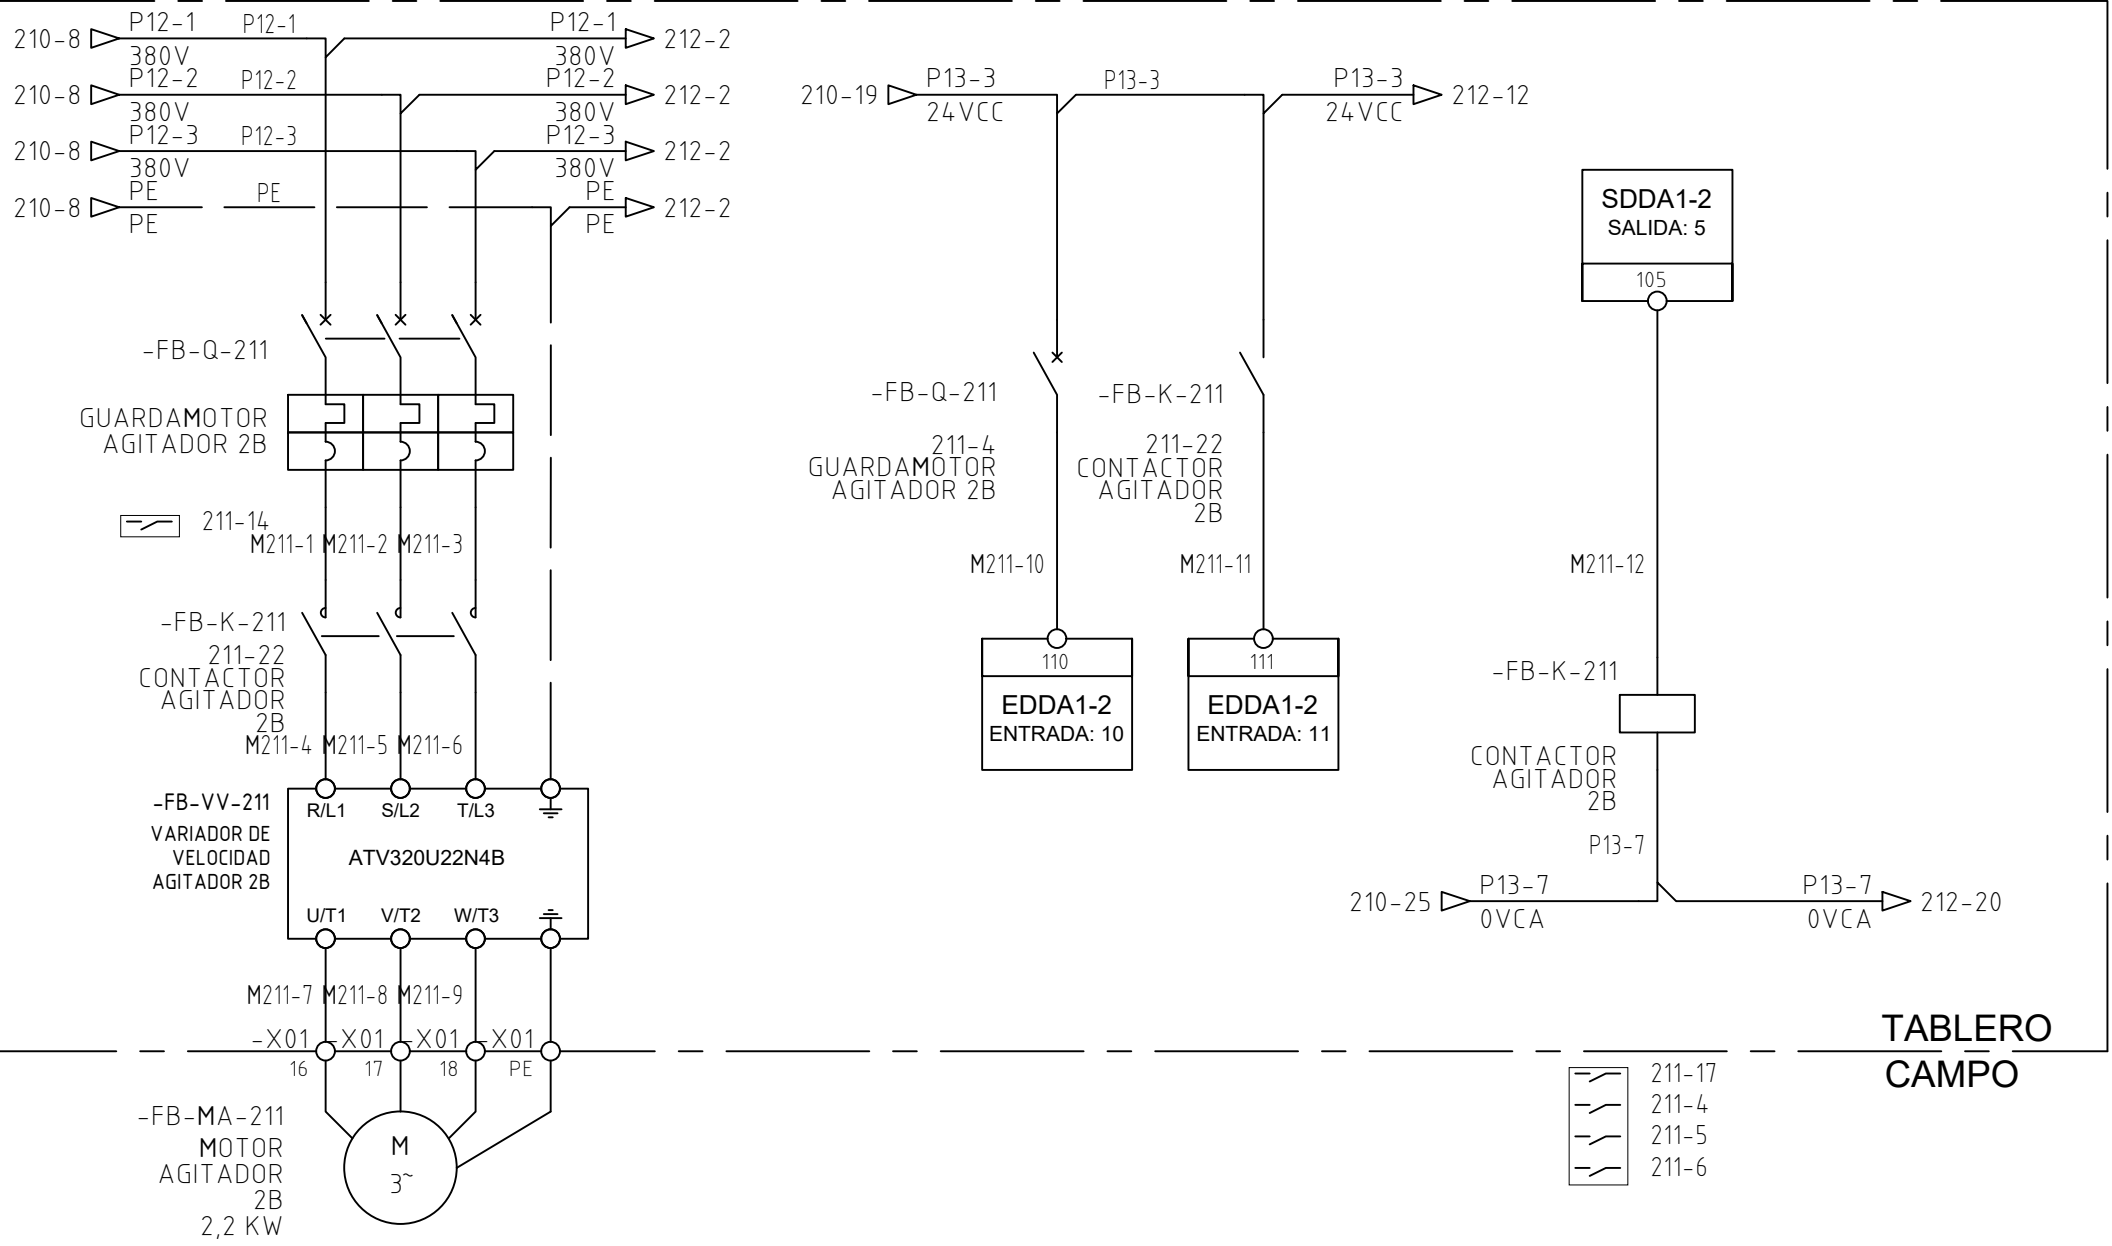 P12-1 P12-1 P12-1
210-8 212-2
380V 380V
P12-2 P12-2 P12-2
210-8 212-2
380V 380V
P12-3 P12-3 P12-3
210-8 212-2
380V 380V
PE PE PE
210-8 212-2
PE PE
-FB-Q-211
GUARDAMOTOR
AGITADOR 2B
211-14
M211-1 M211-2 M211-3
-FB-K-211
211-22
CONTACTOR
AGITADOR
2B
M211-4 M211-5 M211-6
-FB-VV-211
VARIADOR DE
VELOCIDAD
AGITADOR 2B
R/L1 S/L2 T/L3
ATV320U22N4B
U/T1 V/T2 W/T3
M211-7 M211-8 M211-9
-X01 -X01 -X01 -X01
16 17 18 PE
-FB-MA-211
MOTOR
AGITADOR
2B
2,2 KW
M
3~
P13-3 P13-3 P13-3
210-19 212-12
24VCC 24VCC
-FB-Q-211
211-4
GUARDAMOTOR
AGITADOR 2B
M211-10
110
EDDA1-2
ENTRADA: 10
-FB-K-211
211-22
CONTACTOR
AGITADOR
2B
M211-11
111
EDDA1-2
ENTRADA: 11
SDDA1-2
SALIDA: 5
105
M211-12
-FB-K-211
CONTACTOR
AGITADOR
2B
P13-7
P13-7 P13-7
210-25 212-20
0VCA 0VCA
TABLERO
CAMPO
211-17
211-4
211-5
211-6